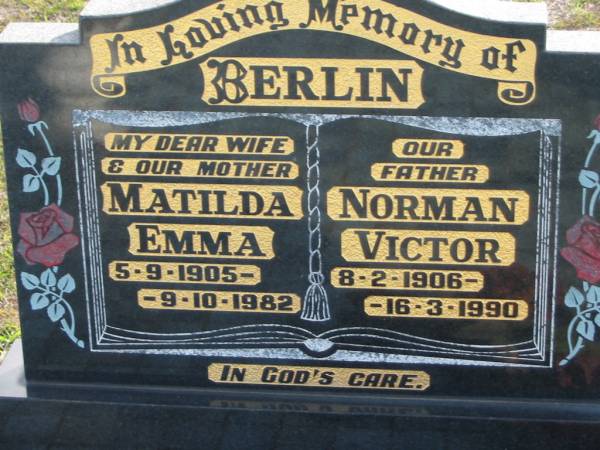 In Loving Memory of
BERLIN
MY DEAR WIFE
& OUR MOTHER
MATILDA
EMMA
5-9-1905-
-9-10-1982
OUR
FATHER
NORMAN
VICTOR
8-2-1906-
-16-3-1990
IN GOD'S CARE.